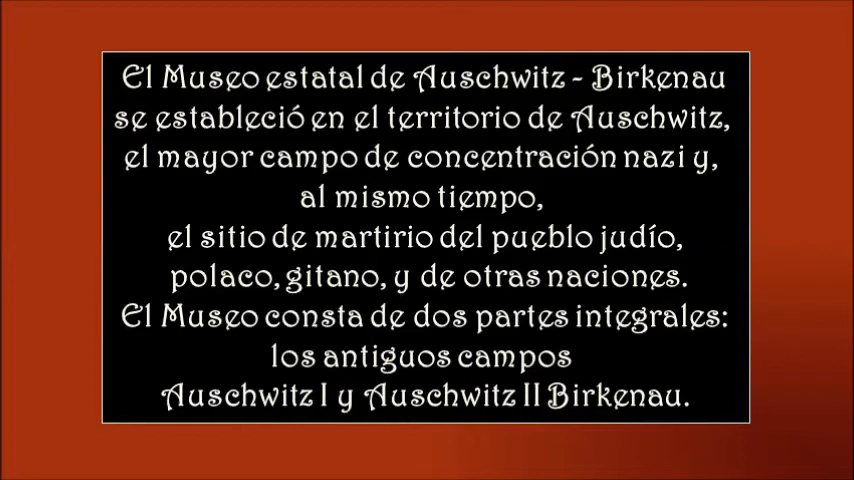 El Museo estatal de Auschwitz - Birkenau
se estableció en el territorio de Auschwitz,
el mayor campo de concentración nazi y,
al mismo tiempo,
el sitio de martirio del pueblo judío,
polaco, gitano, y de otras naciones.
El Museo consta de dos partes integrales:
los antiguos campos
Auschwitz I y Auschwitz II Birkenau.